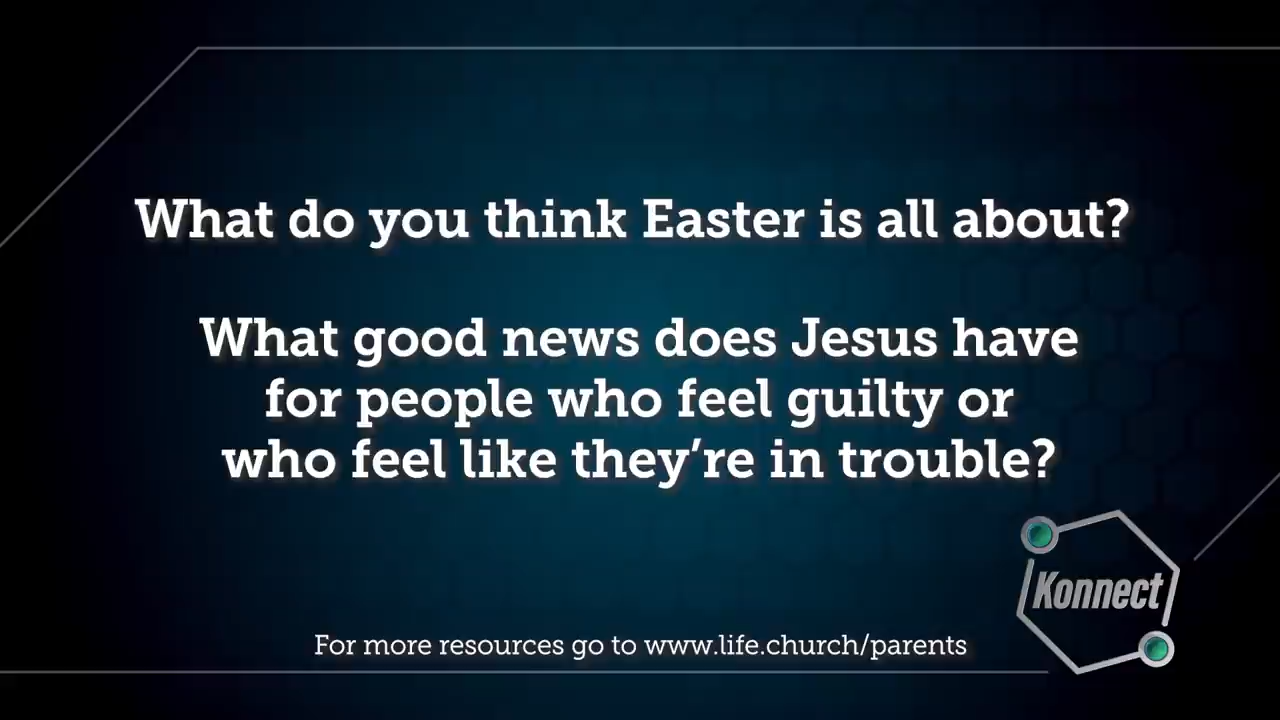 What do you think Easter is all about?
What good news does Jesus have
for people who feel guilty or
who feel like they’re in trouble?
Konnect
For more resources go to www.life.church/parents